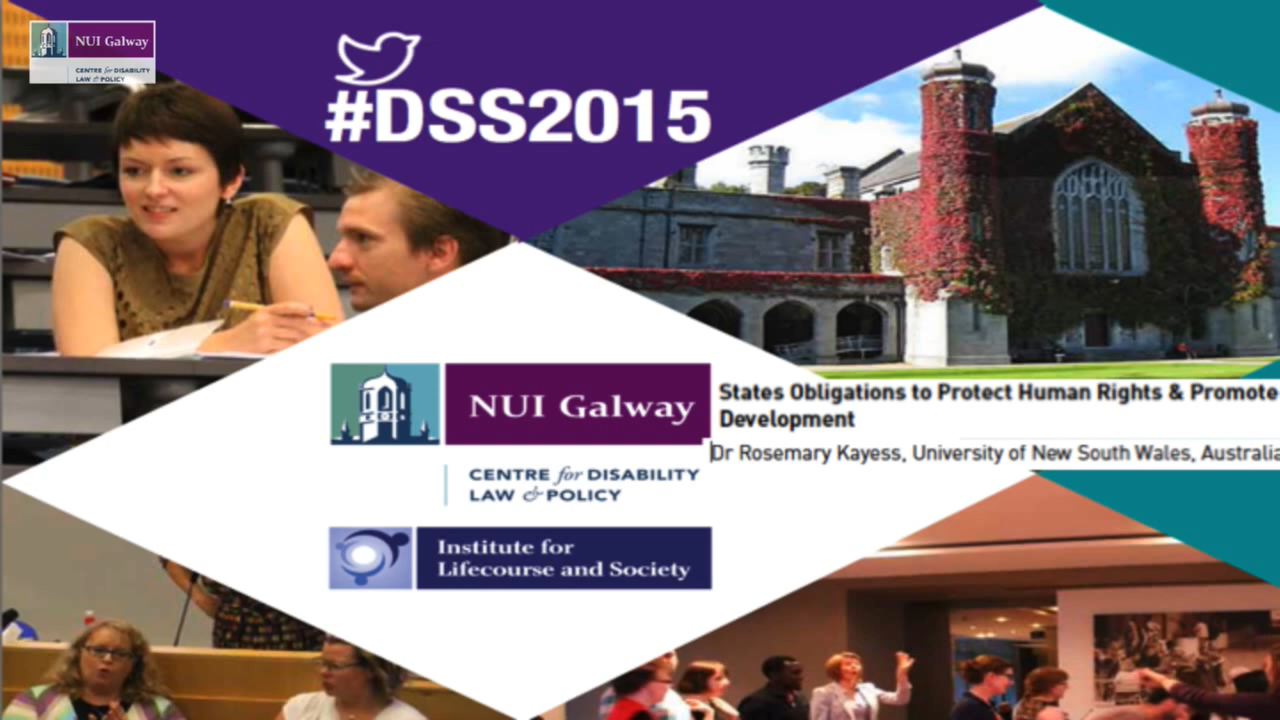 NUI Galway
CENTRE for DISABILITY
LAW & POLICY
#DSS2015
NUI Galway
CENTRE for DISABILITY
LAW & POLICY
Institute for
Lifecourse and Society
States Obligations to Protect Human Rights & Promote
Development
Dr Rosemary Kayess, University of New South Wales, Australia